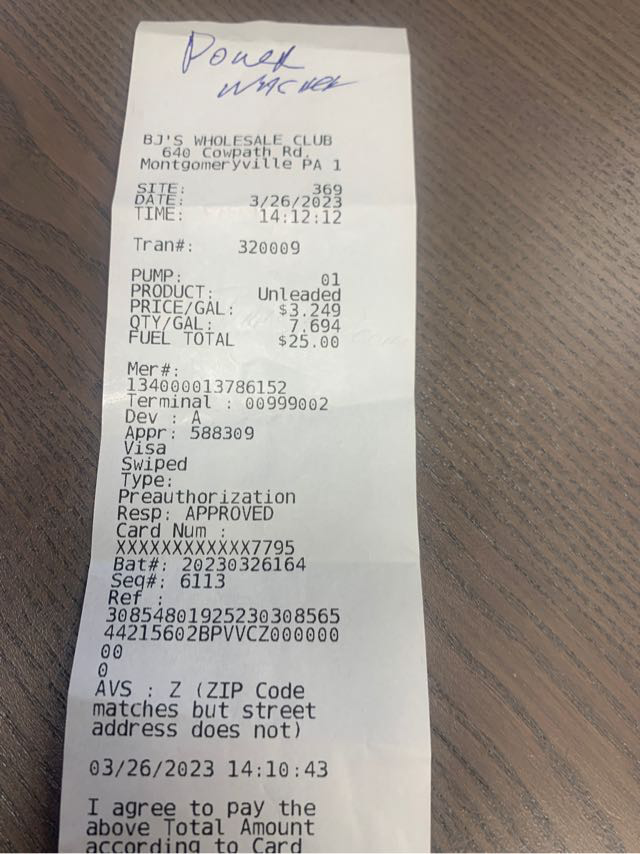 Power
Washer
BJ'S WHOLESALE CLUB
640 Cowpath Rd.
Montgomeryville PA 1
SITE: 369
DATE: 3/26/2023
TIME: 14:12:12
Tran#: 320009
PUMP: 01
PRODUCT: Unleaded
PRICE/GAL: $3.249
QTY/GAL: 7.694
FUEL TOTAL $25.00
Mer#:
134000013786152
Terminal : 00999002
Dev : A
Appr: 588309
Visa
Swiped
Type:
Preauthorization
Resp: APPROVED
Card Num :
XXXXXXXXXXXX7795
Bat#: 20230326164
Seq#: 6113
Ref :
30854801925230308565
44215602BPVVCZ000000
00
0
AVS : Z (ZIP Code
matches but street
address does not)
03/26/2023 14:10:43
I agree to pay the
above Total Amount
according to Card